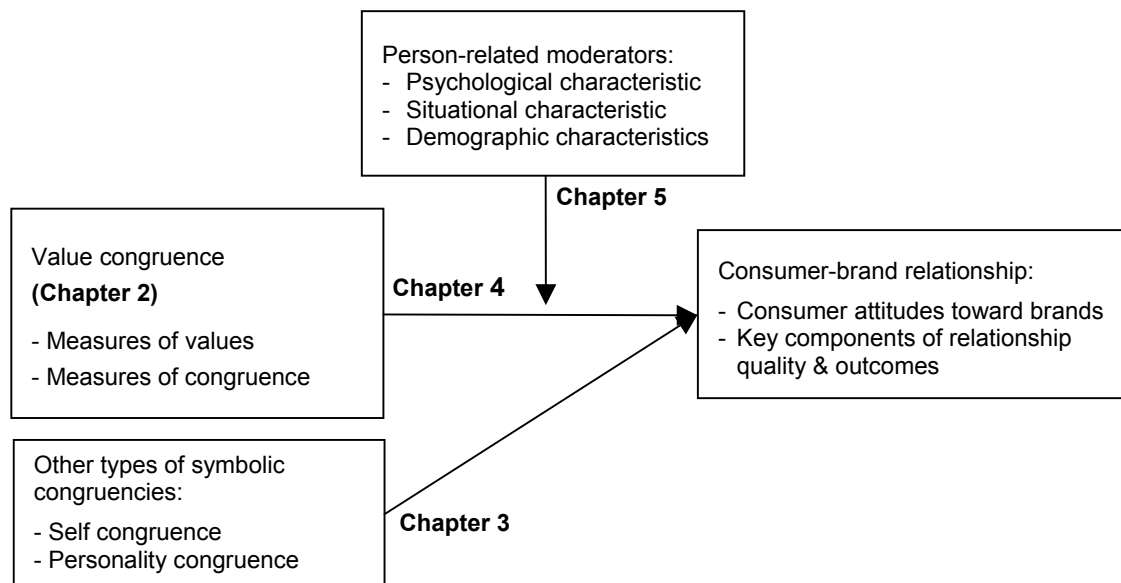 Person-related moderators:
- Psychological characteristic
- Situational characteristic
- Demographic characteristics
Chapter 5
Value congruence
(Chapter 2)
- Measures of values
- Measures of congruence
Chapter 4
Consumer-brand relationship:
- Consumer attitudes toward brands
- Key components of relationship
quality & outcomes
Other types of symbolic
congruencies:
- Self congruence
- Personality congruence
Chapter 3